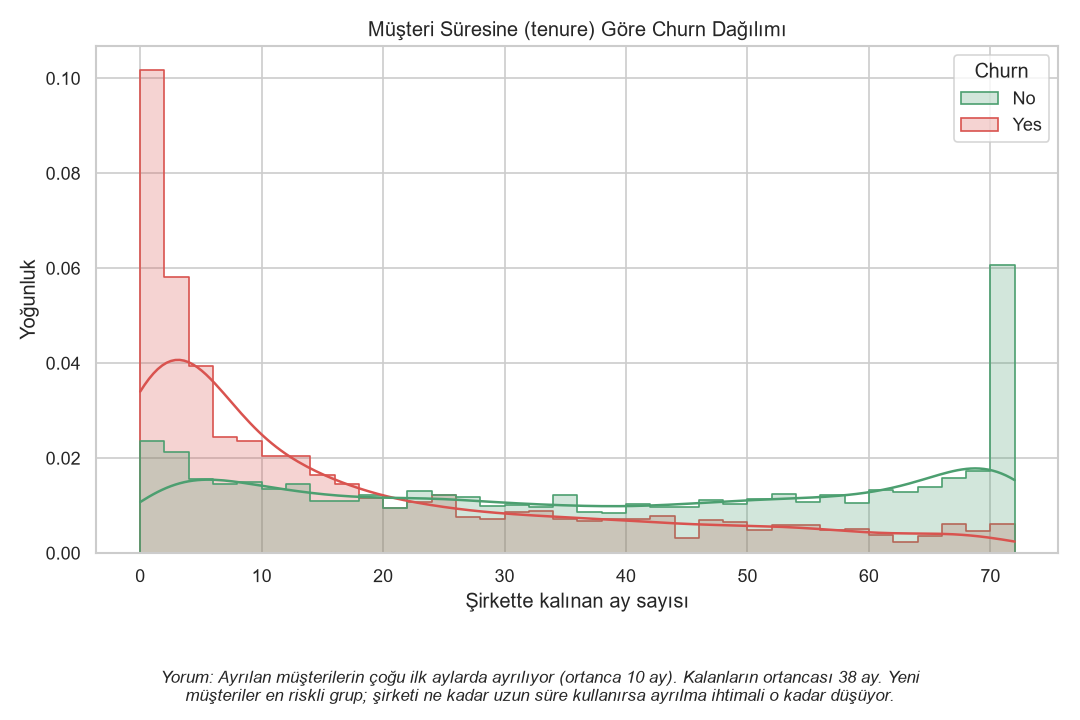 Müşteri Süresine (tenure) Göre Churn Dağılımı
Churn
No
Yes
Yoğunluk
0.10
0.08
0.06
0.04
0.02
0.00
0 10 20 30 40 50 60 70
Şirkette kalınan ay sayısı
Yorum: Ayrılan müşterilerin çoğu ilk aylarda ayrılıyor (ortanca 10 ay). Kalanların ortancası 38 ay. Yeni
müşteriler en riskli grup; şirketi ne kadar uzun süre kullanırsa ayrılma ihtimali o kadar düşüyor.